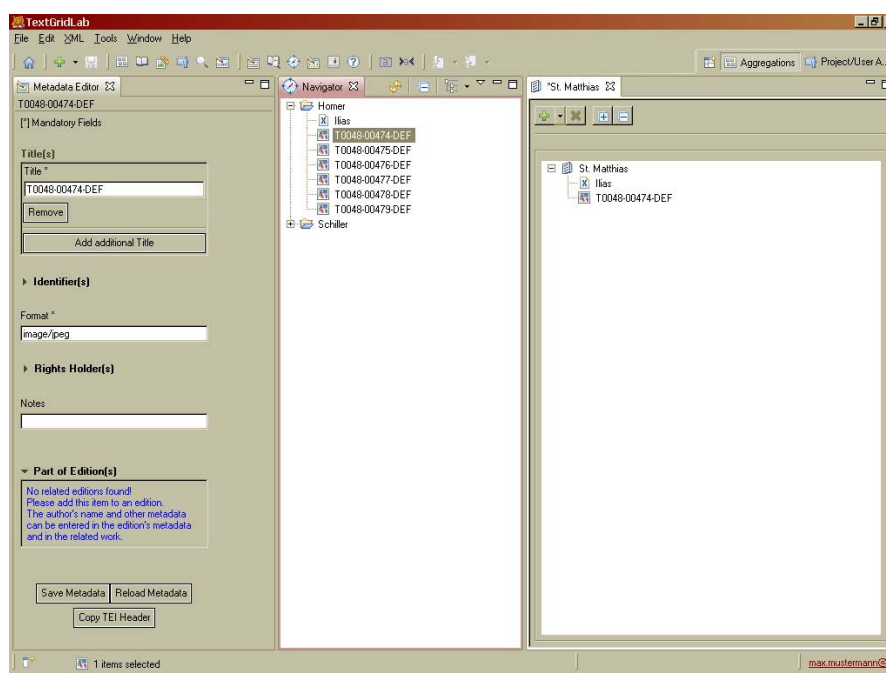 TextGridLab
File Edit XML Tools Window Help
Aggregations Project/User A..
Metadata Editor
T0048-00474-DEF
[*] Mandatory Fields
Title(s)
Title *
T0048-00474-DEF
Remove
Add additional Title
Identifier(s)
Format *
image/jpeg
Rights Holder(s)
Notes
Part of Edition(s)
No related editions found!
Please add this item to an edition.
The author's name and other metadata
can be entered in the edition's metadata
and in the related work.
Save Metadata Reload Metadata
Copy TEI Header
Navigator
Homer
Ilias
T0048-00474-DEF
T0048-00475-DEF
T0048-00476-DEF
T0048-00477-DEF
T0048-00478-DEF
T0048-00479-DEF
Schiller
*St. Matthias
St. Matthias
Ilias
T0048-00474-DEF
1 items selected
max.mustermann@